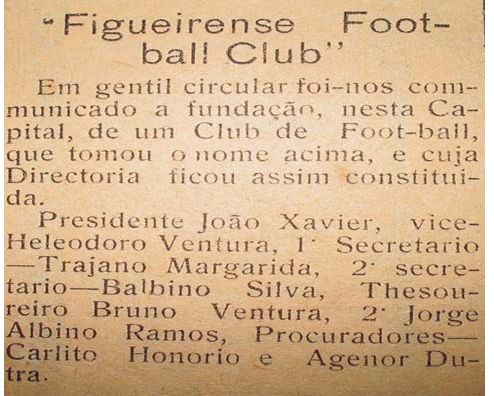 "Figueirense Foot-
ball Club"
Em gentil circular foi-nos com-
municado a fundação, nesta Ca-
pital, de um Club de Foot-ball,
que tomou o nome acima, e cuja
Directoria ficou assim constitui-
da.
Presidente João Xavier, vice-
Heleodoro Ventura, 1· Secretario
—Trajano Margarida, 2· secre-
tario—Balbino Silva, Thesou-
reiro Bruno Ventura, 2· Jorge
Albino Ramos, Procuradores—
Carlito Honorio e Agenor Du-
tra.